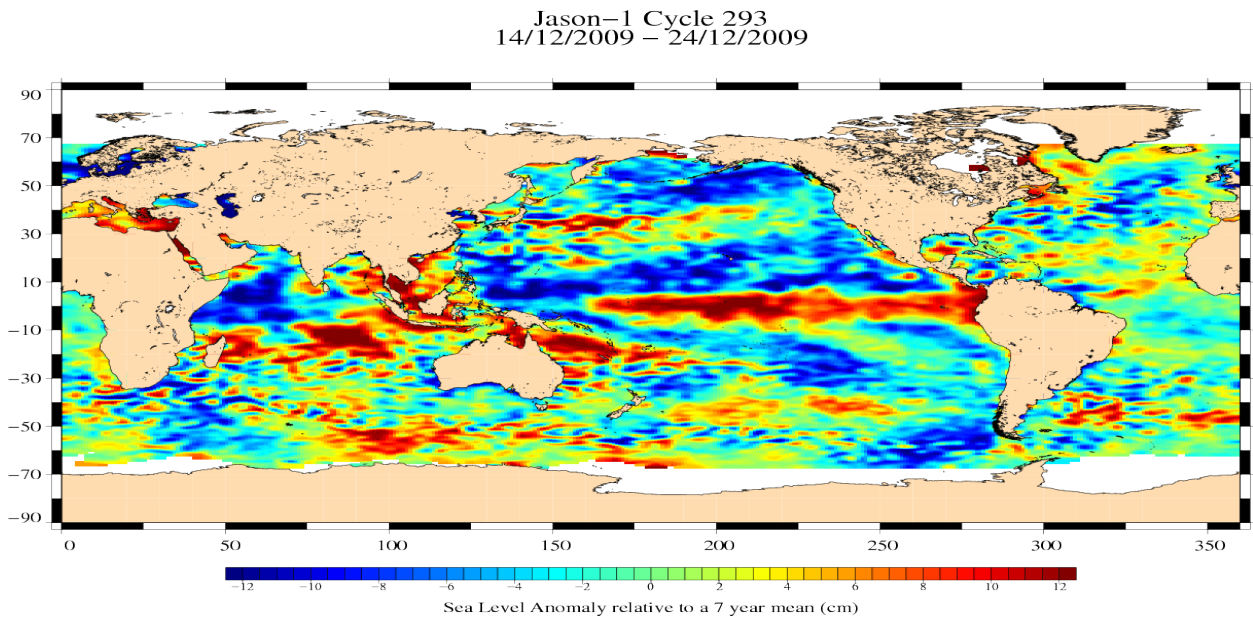 Jason−1 Cycle 293
14/12/2009 − 24/12/2009
90
70
50
30
10
−10
−30
−50
−70
−90
0 50 100 150 200 250 300 350
−12 −10 −8 −6 −4 −2 0 2 4 6 8 10 12
Sea Level Anomaly relative to a 7 year mean (cm)